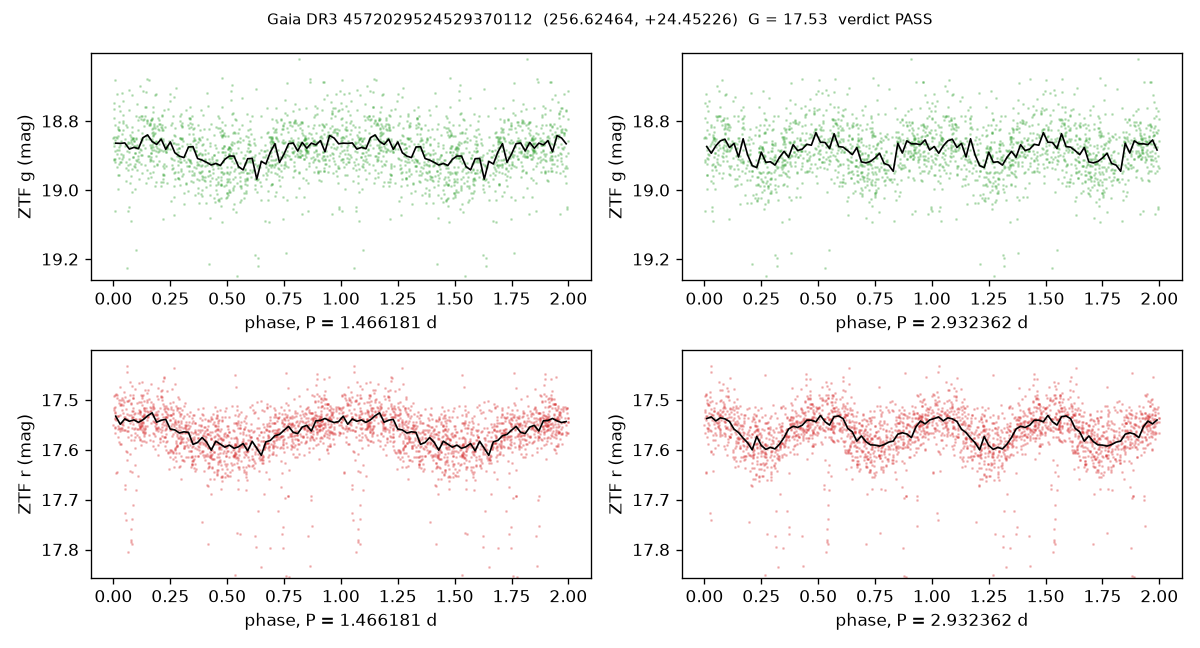 Gaia DR3 4572029524529370112 (256.62464, +24.45226) G = 17.53 verdict PASS
ZTF g (mag)
18.8
19.0
19.2
0.00 0.25 0.50 0.75 1.00 1.25 1.50 1.75 2.00
phase, P = 1.466181 d
ZTF g (mag)
18.8
19.0
19.2
0.00 0.25 0.50 0.75 1.00 1.25 1.50 1.75 2.00
phase, P = 2.932362 d
ZTF r (mag)
17.5
17.6
17.7
17.8
0.00 0.25 0.50 0.75 1.00 1.25 1.50 1.75 2.00
phase, P = 1.466181 d
ZTF r (mag)
17.5
17.6
17.7
17.8
0.00 0.25 0.50 0.75 1.00 1.25 1.50 1.75 2.00
phase, P = 2.932362 d